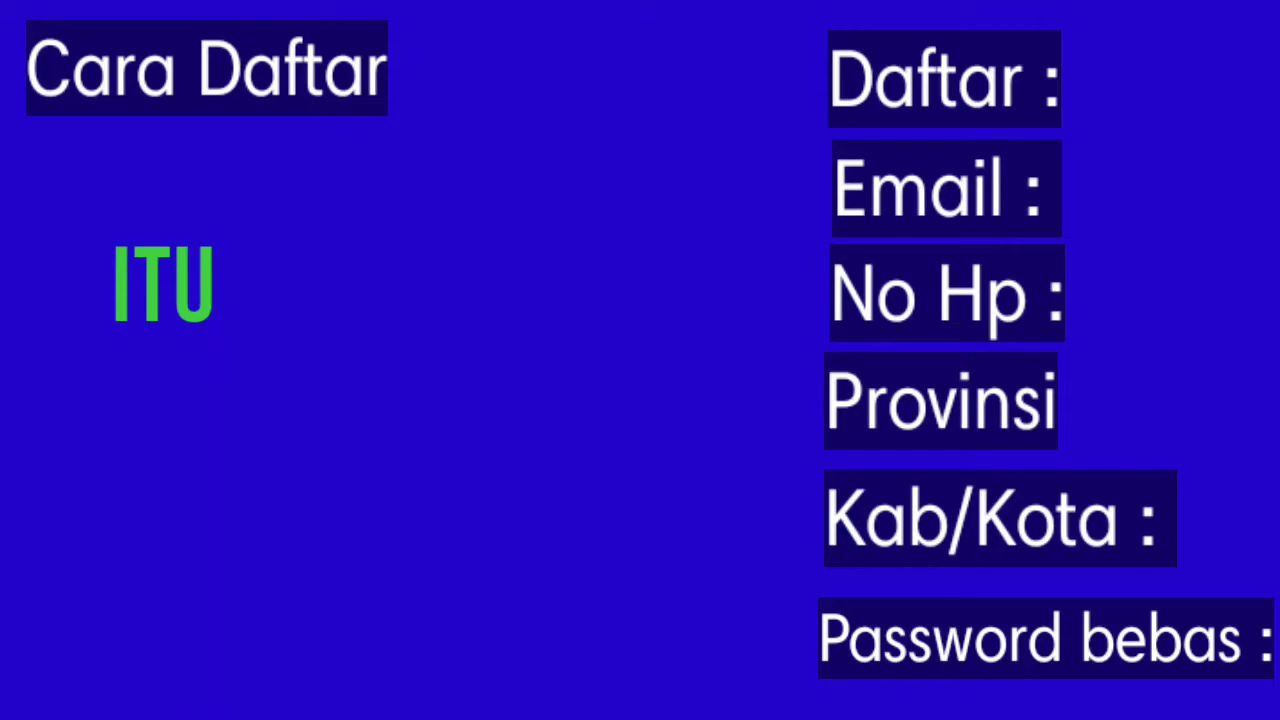 Cara Daftar
ITU
Daftar :
Email :
No Hp :
Provinsi
Kab/Kota :
Password bebas :